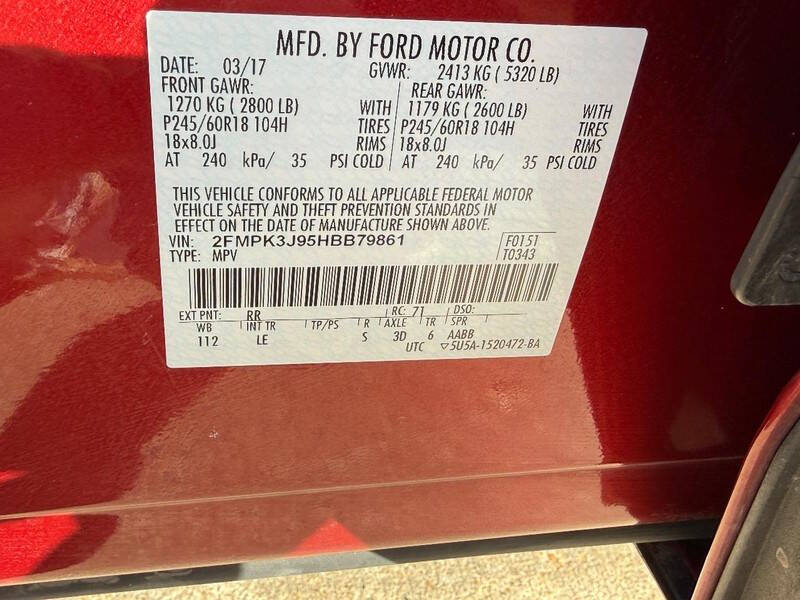 MFD. BY FORD MOTOR CO.
DATE: 03/17 GVWR: 2413 KG ( 5320 LB)
FRONT GAWR: REAR GAWR:
1270 KG ( 2800 LB) WITH 1179 KG ( 2600 LB) WITH
P245/60R18 104H TIRES P245/60R18 104H TIRES
18x8.0J RIMS 18x8.0J RIMS
AT 240 kPa/ 35 PSI COLD AT 240 kPa/ 35 PSI COLD
THIS VEHICLE CONFORMS TO ALL APPLICABLE FEDERAL MOTOR
VEHICLE SAFETY AND THEFT PREVENTION STANDARDS IN
EFFECT ON THE DATE OF MANUFACTURE SHOWN ABOVE.
VIN: 2FMPK3J95HBB79861 F0151
TYPE: MPV T0343
EXT PNT: RR RC: 71 DSO:
WB INT TR TP/PS R AXLE TR SPR
112 LE S 3D 6 AABB
UTC ▽5U5A-1520472-BA